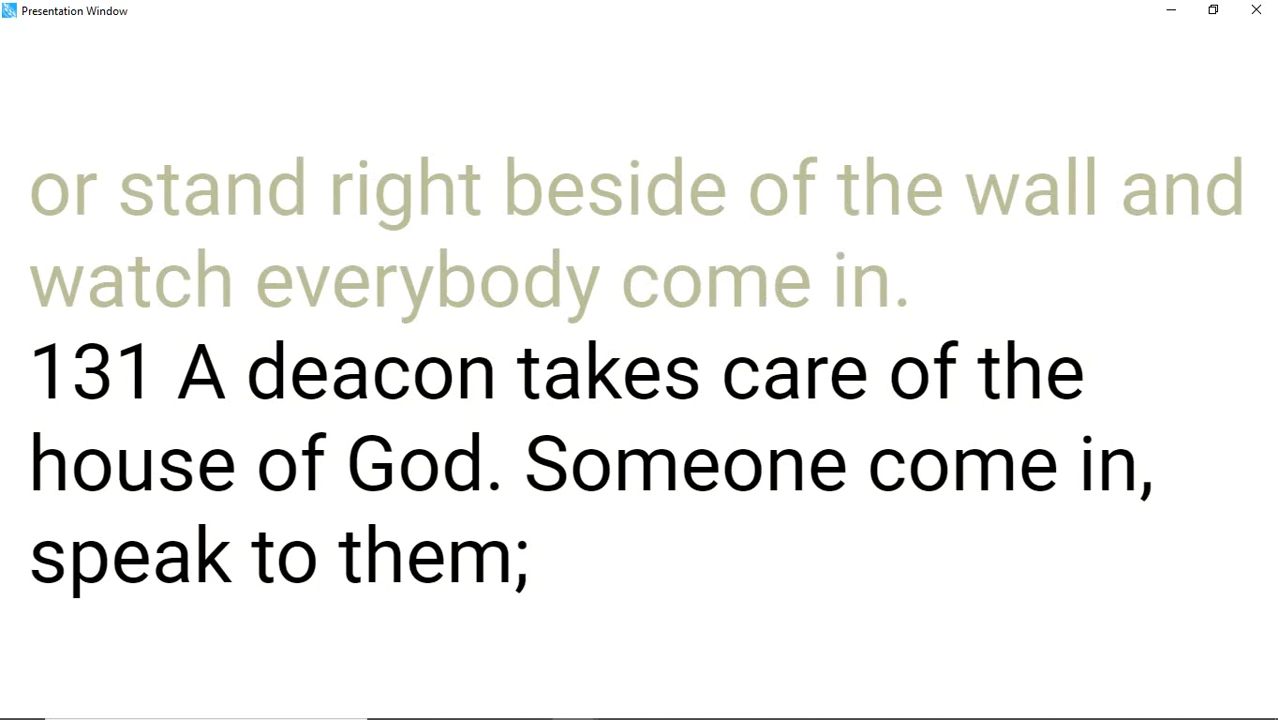 Presentation Window
or stand right beside of the wall and
watch everybody come in.
131 A deacon takes care of the
house of God. Someone come in,
speak to them;